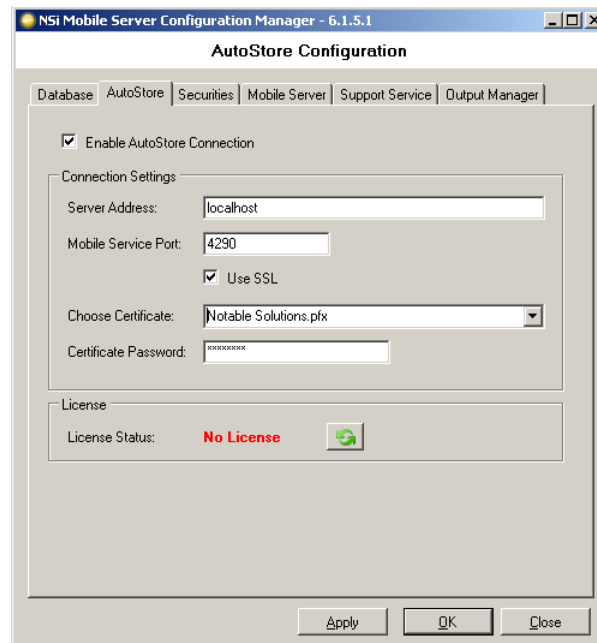 NSi Mobile Server Configuration Manager - 6.1.5.1
AutoStore Configuration
Database AutoStore Securities Mobile Server Support Service Output Manager
Enable AutoStore Connection
Connection Settings
Server Address: localhost
Mobile Service Port: 4290
Use SSL
Choose Certificate: Notable Solutions.pfx
Certificate Password: ********
License
License Status: No License
Apply OK Close